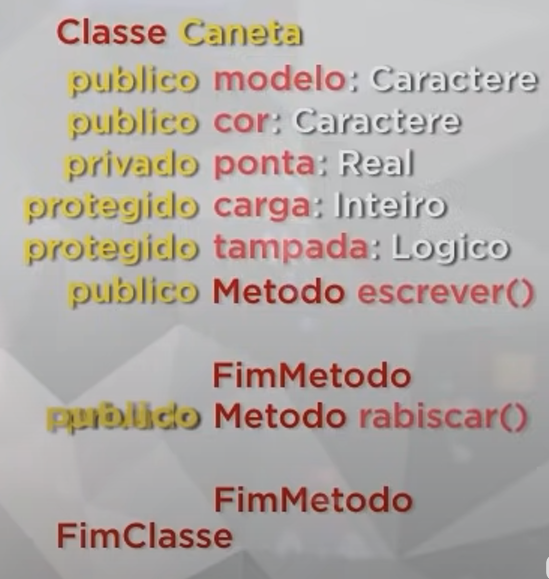 Classe Caneta
publico modelo: Caractere
publico cor: Caractere
privado ponta: Real
protegido carga: Inteiro
protegido tampada: Logico
publico Metodo escrever()
FimMetodo
Metodo rabiscar()
FimMetodo
FimClasse